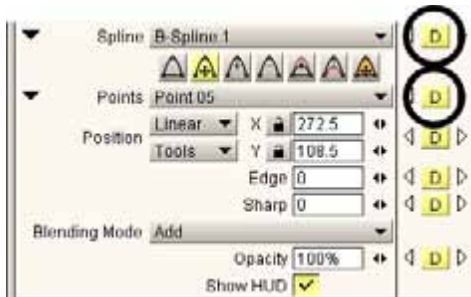 Spline B-Spline 1 D
Points Point 05 D
Position Linear X 272.5 D
Tools Y 108.5
Edge 0 D
Sharp 0 D
Blending Mode Add
Opacity 100% D
Show HUD